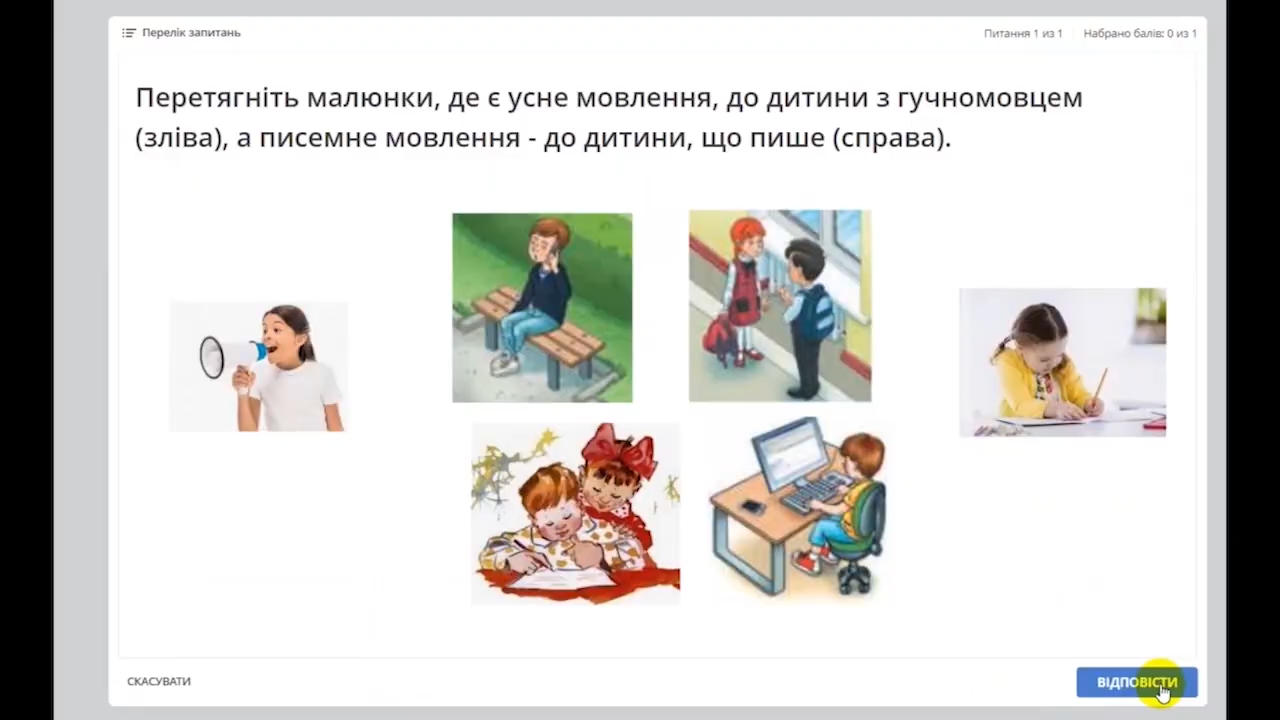 Перелік запитань
Питання 1 из 1
Набрано балів: 0 из 1
Перетягніть малюнки, де є усне мовлення, до дитини з гучномовцем
(зліва), а писемне мовлення - до дитини, що пише (справа).
СКАСУВАТИ
ВІДПОВІСТИ